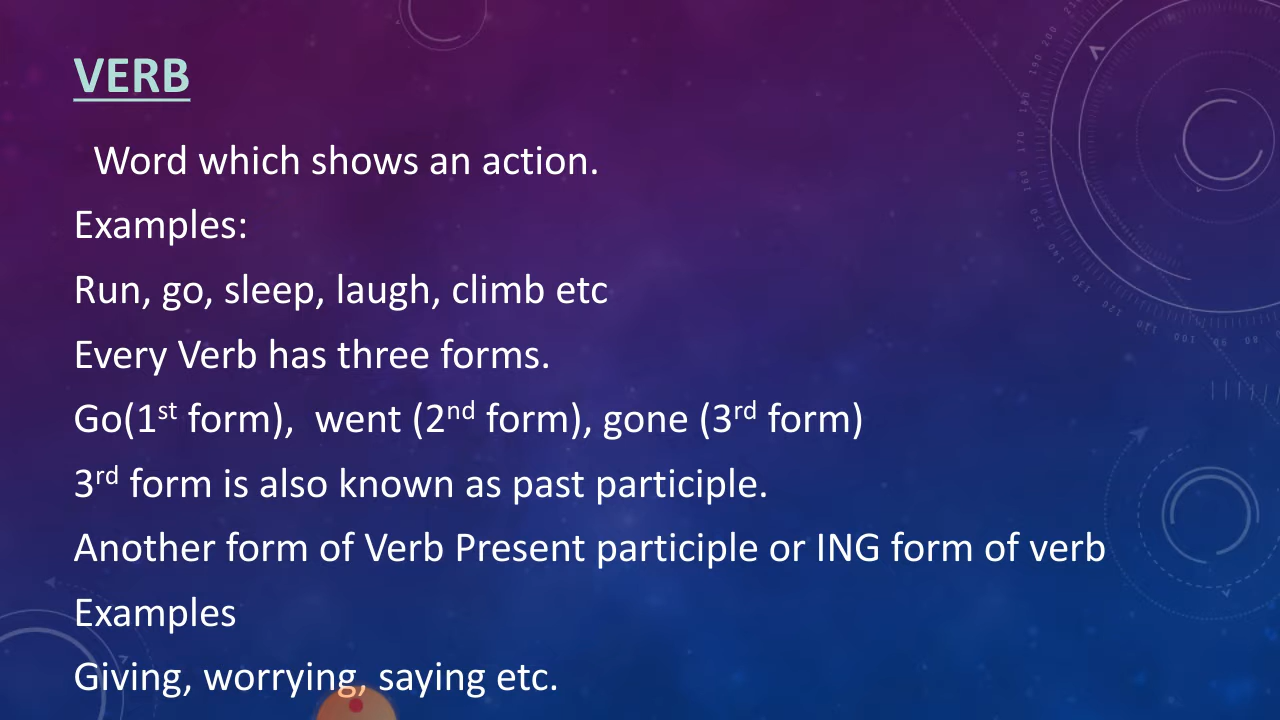 VERB
Word which shows an action.
Examples:
Run, go, sleep, laugh, climb etc
Every Verb has three forms.
Go(1st form),  went (2nd form), gone (3rd form)
3rd form is also known as past participle.
Another form of Verb Present participle or ING form of verb
Examples
Giving, worrying, saying etc.